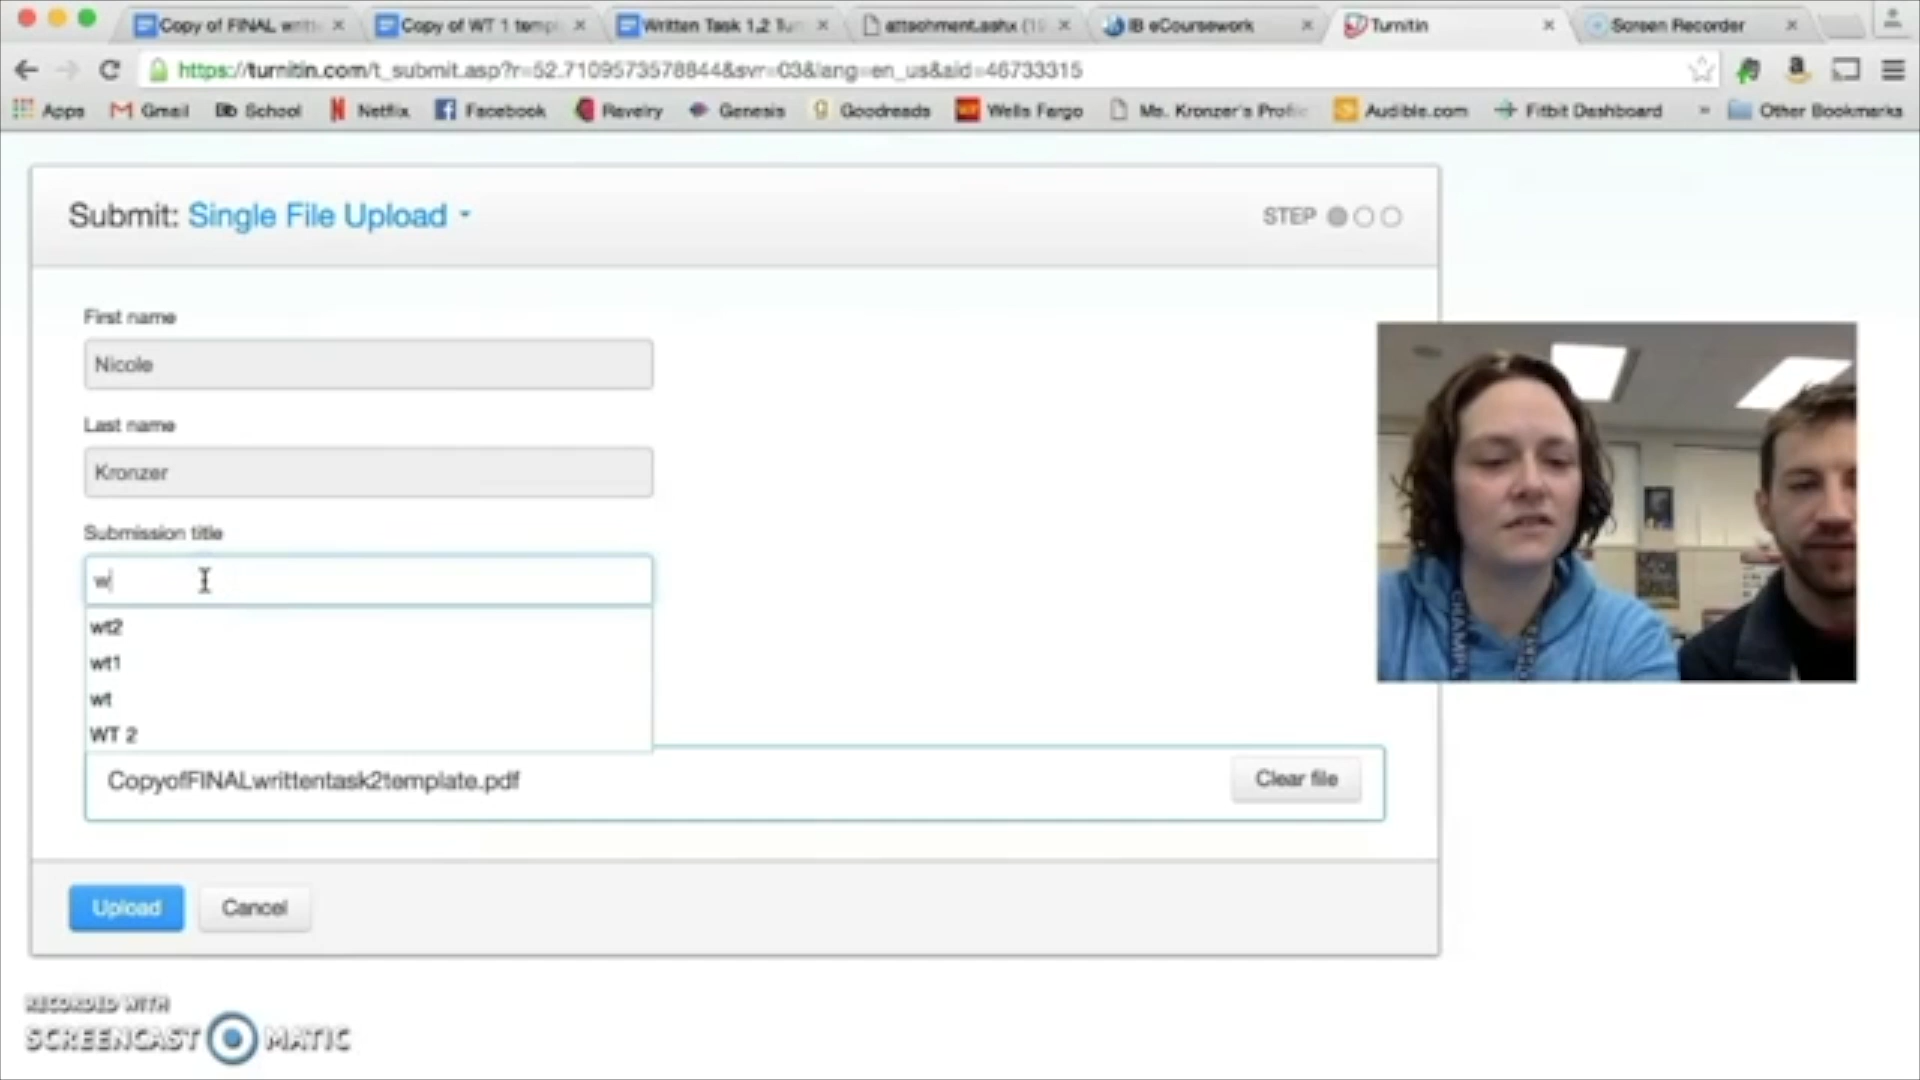 Copy of FINAL writt
Copy of WT 1 templ
Written Task 1,2 Tur
attachment.ashx (1
IB eCoursework
Turnitin
Screen Recorder
https://turnitin.com/t_submit.asp?r=52.7109573578844&svr=03&lang=en_us&aid=46733315
Apps
Gmail
Bb School
Netflix
Facebook
Ravelry
Genesis
Goodreads
Wells Fargo
Ms. Kronzer's Profi
Audible.com
Fitbit Dashboard
»
Other Bookmarks
Submit: Single File Upload
STEP
First name
Nicole
Last name
Kronzer
Submission title
w
wt2
wt1
wt
WT 2
CopyofFINALwrittentask2template.pdf
Clear file
Upload
Cancel
RECORDED WITH
SCREENCAST MATIC